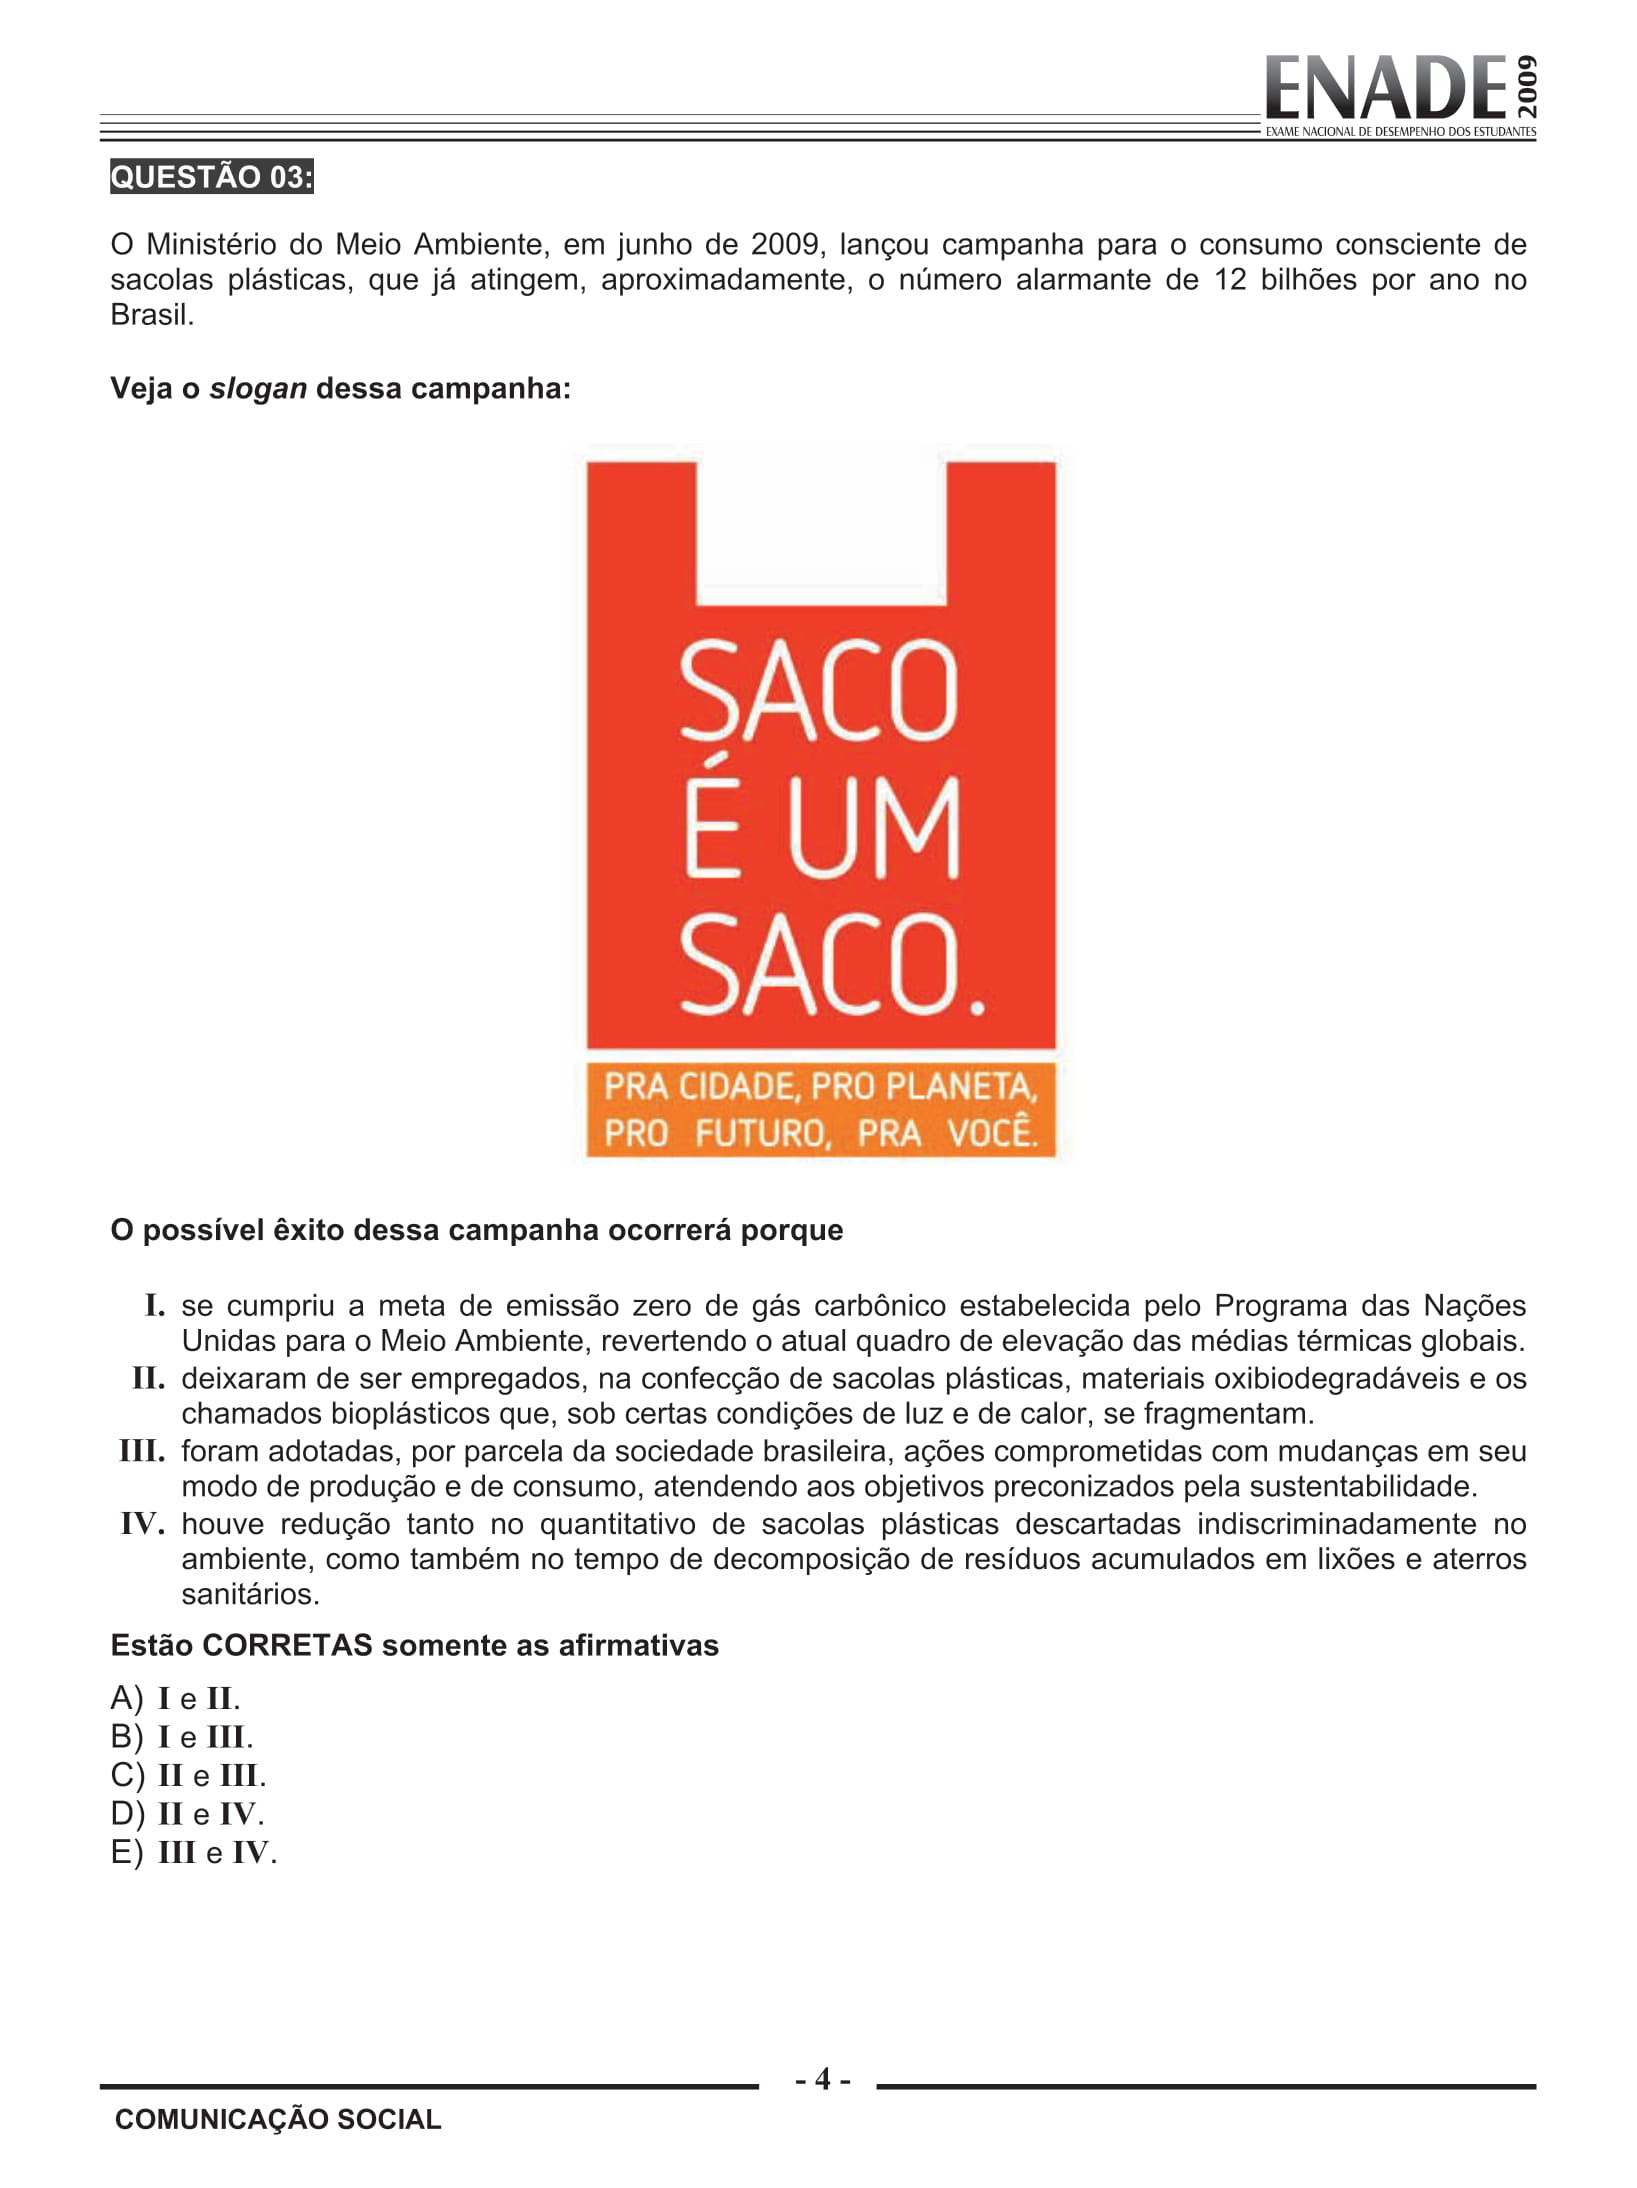 ENADE 2009
EXAME NACIONAL DE DESEMPENHO DOS ESTUDANTES
QUESTÃO 03:
O Ministério do Meio Ambiente, em junho de 2009, lançou campanha para o consumo consciente de
sacolas plásticas, que já atingem, aproximadamente, o número alarmante de 12 bilhões por ano no
Brasil.
Veja o slogan dessa campanha:
SACO
É UM
SACO.
PRA CIDADE, PRO PLANETA,
PRO FUTURO, PRA VOCÊ.
O possível êxito dessa campanha ocorrerá porque
I. se cumpriu a meta de emissão zero de gás carbônico estabelecida pelo Programa das Nações
Unidas para o Meio Ambiente, revertendo o atual quadro de elevação das médias térmicas globais.
II. deixaram de ser empregados, na confecção de sacolas plásticas, materiais oxibiodegradáveis e os
chamados bioplásticos que, sob certas condições de luz e de calor, se fragmentam.
III. foram adotadas, por parcela da sociedade brasileira, ações comprometidas com mudanças em seu
modo de produção e de consumo, atendendo aos objetivos preconizados pela sustentabilidade.
IV. houve redução tanto no quantitativo de sacolas plásticas descartadas indiscriminadamente no
ambiente, como também no tempo de decomposição de resíduos acumulados em lixões e aterros
sanitários.
Estão CORRETAS somente as afirmativas
A) I e II.
B) I e III.
C) II e III.
D) II e IV.
E) III e IV.
- 4 -
COMUNICAÇÃO SOCIAL